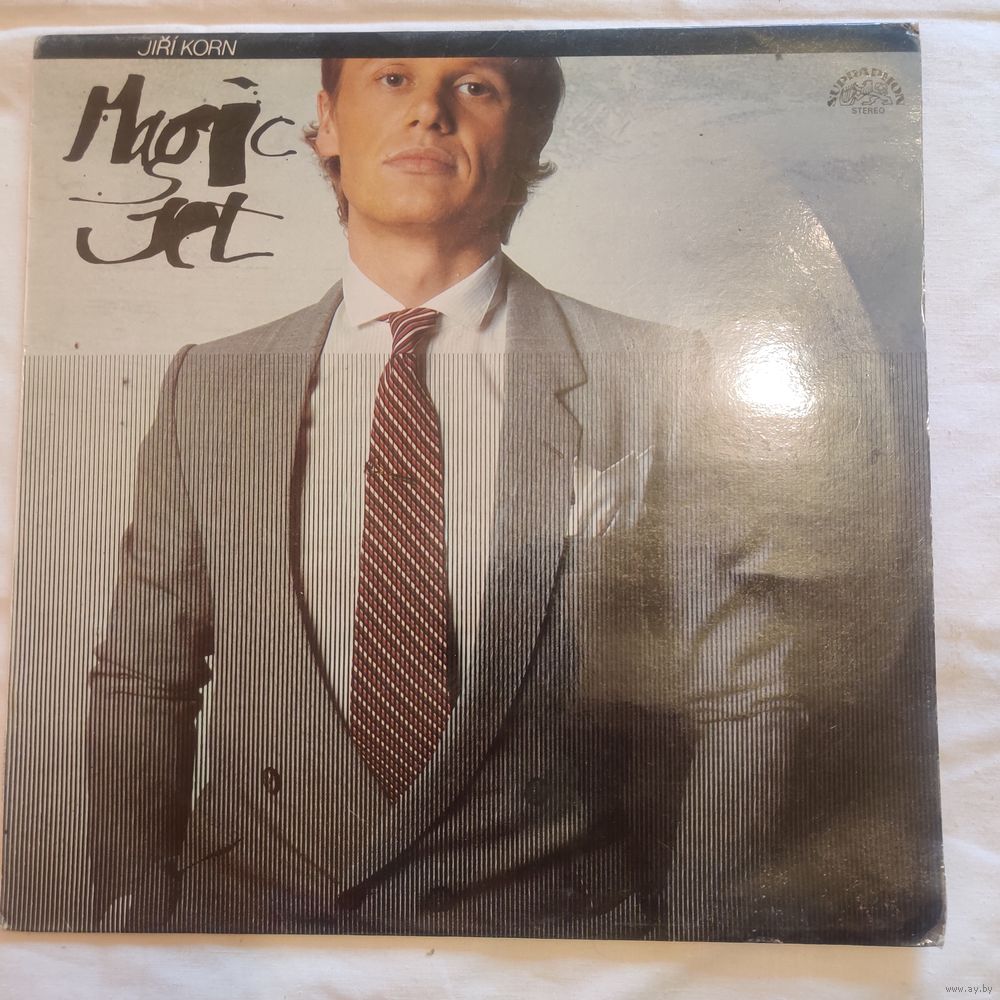 JIŘÍ KORN
Magic
Jet
SUPRAPHON
STEREO
www.ay.by